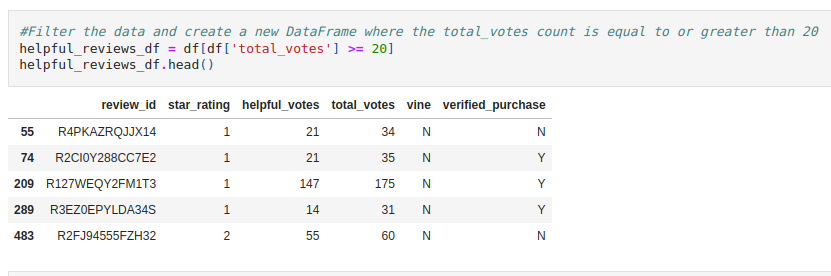 #Filter the data and create a new DataFrame where the total_votes count is equal to or greater than 20
helpful_reviews_df = df[df['total_votes'] >= 20]
helpful_reviews_df.head()
review_id star_rating helpful_votes total_votes vine verified_purchase
55 R4PKAZRQJJX14 1 21 34 N N
74 R2CI0Y288CC7E2 1 21 35 N Y
209 R127WEQY2FM1T3 1 147 175 N Y
289 R3EZ0EPYLDA34S 1 14 31 N Y
483 R2FJ94555FZH32 2 55 60 N N